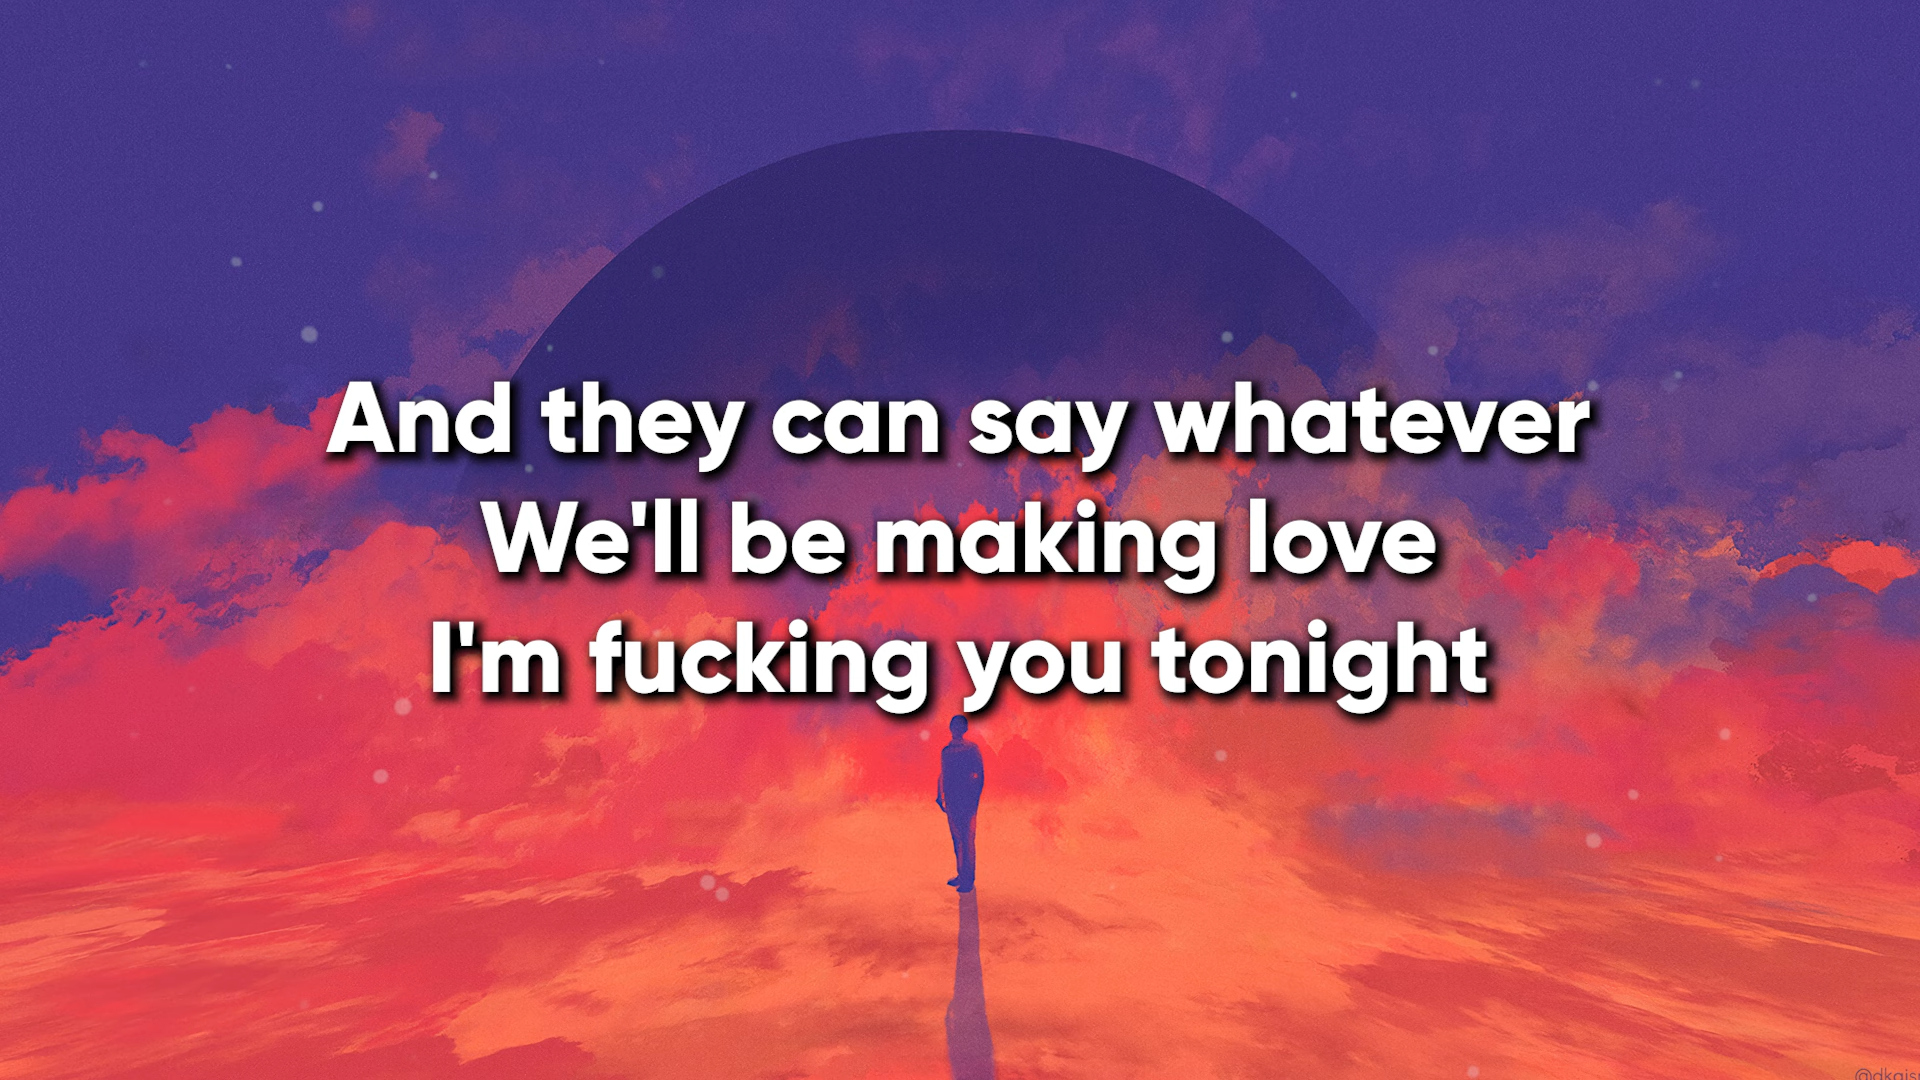 And they can say whatever
We'll be making love
I'm fucking you tonight